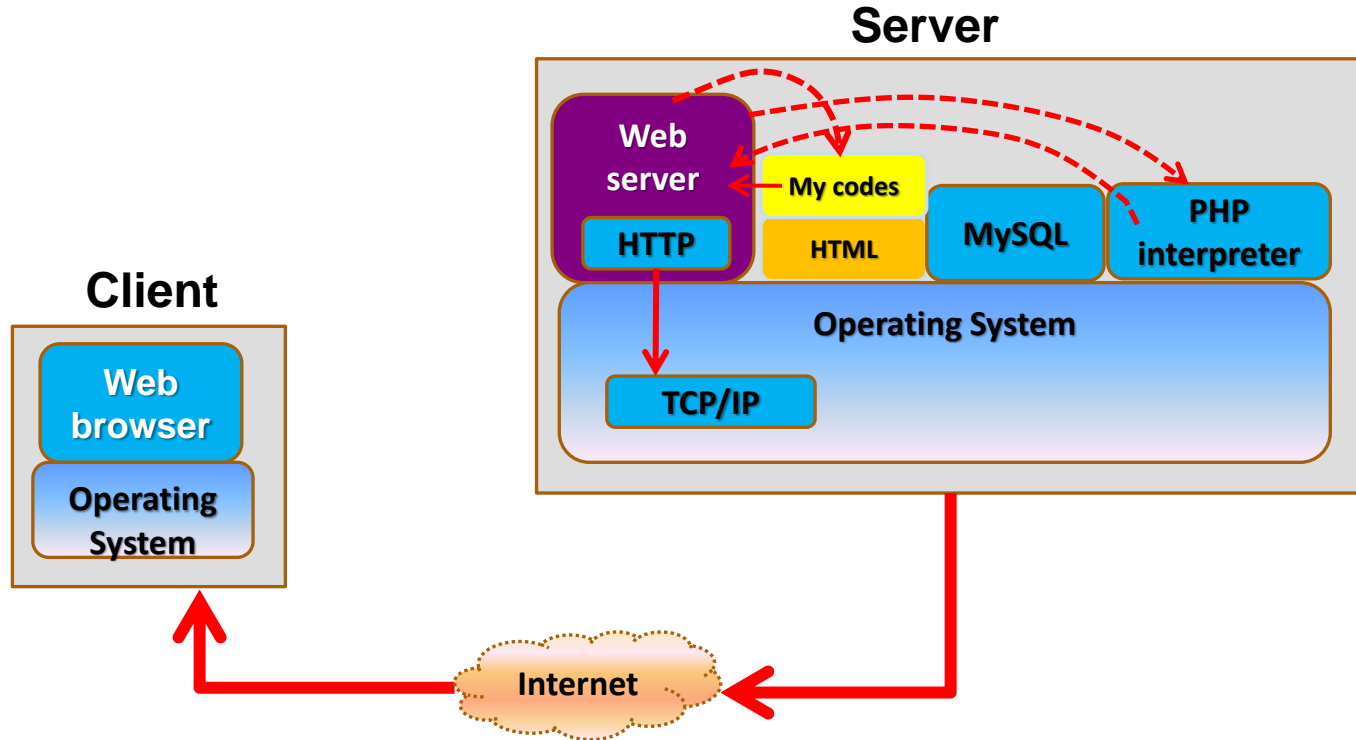 Server
Web
server
My codes
HTTP
HTML
MySQL
PHP
interpreter
Operating System
TCP/IP
Client
Web
browser
Operating
System
Internet